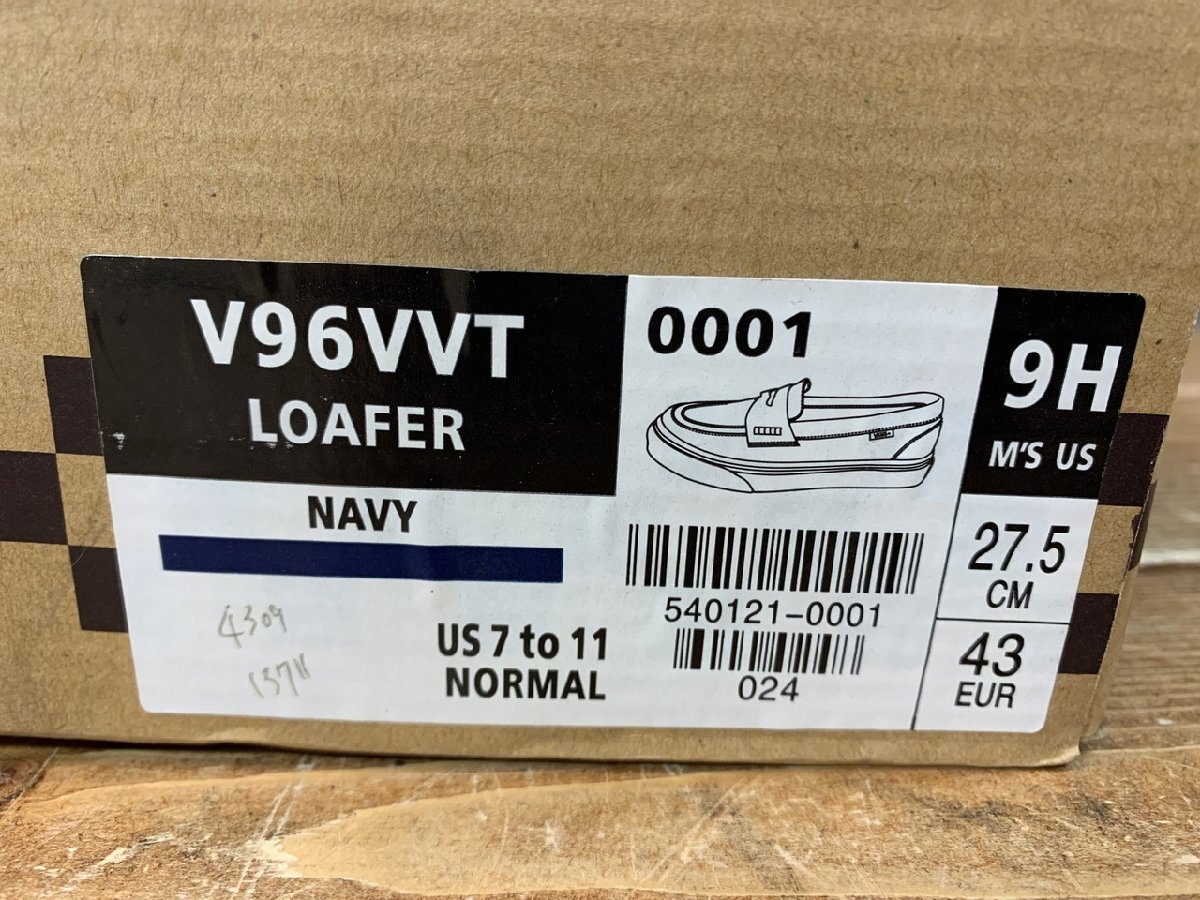 V96VVT
LOAFER
NAVY
4309
US 7 to 11
NORMAL
0001
540121-0001
024
9H
M'S US
27.5
CM
43
EUR